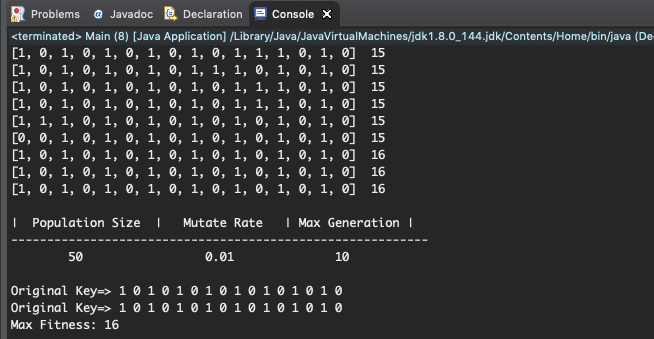 Problems @ Javadoc Declaration Console
<terminated> Main (8) [Java Application] /Library/Java/JavaVirtualMachines/jdk1.8.0_144.jdk/Contents/Home/bin/java (De
[1, 0, 1, 0, 1, 0, 1, 0, 1, 0, 1, 1, 1, 0, 1, 0] 15
[1, 0, 1, 0, 1, 0, 1, 0, 1, 1, 1, 0, 1, 0, 1, 0] 15
[1, 0, 1, 0, 1, 0, 1, 0, 1, 0, 1, 1, 1, 0, 1, 0] 15
[1, 0, 1, 0, 1, 0, 1, 0, 1, 0, 1, 1, 1, 0, 1, 0] 15
[1, 1, 1, 0, 1, 0, 1, 0, 1, 0, 1, 0, 1, 0, 1, 0] 15
[0, 0, 1, 0, 1, 0, 1, 0, 1, 0, 1, 0, 1, 0, 1, 0] 15
[1, 0, 1, 0, 1, 0, 1, 0, 1, 0, 1, 0, 1, 0, 1, 0] 16
[1, 0, 1, 0, 1, 0, 1, 0, 1, 0, 1, 0, 1, 0, 1, 0] 16
[1, 0, 1, 0, 1, 0, 1, 0, 1, 0, 1, 0, 1, 0, 1, 0] 16
| Population Size | Mutate Rate | Max Generation |
----------------------------------------------------------
50 0.01 10
Original Key=> 1 0 1 0 1 0 1 0 1 0 1 0 1 0 1 0
Original Key=> 1 0 1 0 1 0 1 0 1 0 1 0 1 0 1 0
Max Fitness: 16